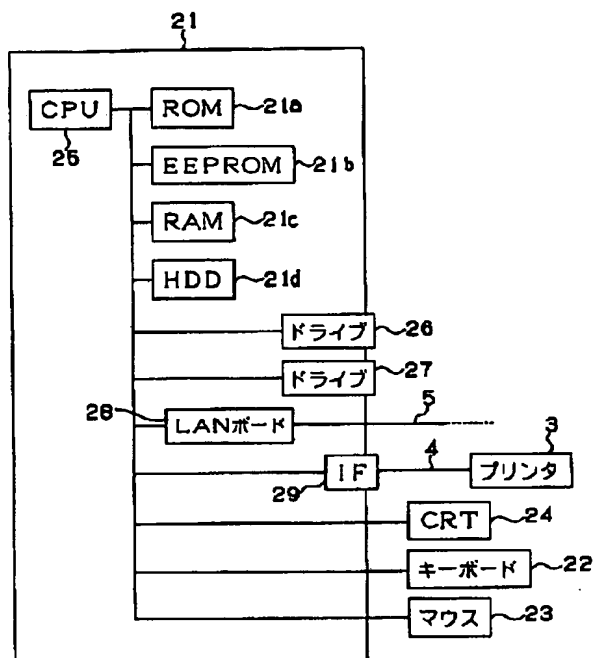 21
CPU
25
ROM
21a
EEPROM
21b
RAM
21c
HDD
21d
ドライブ
26
ドライブ
27
28
LANボード
5
IF
29
4
3
プリンタ
CRT
24
キーボード
22
マウス
23